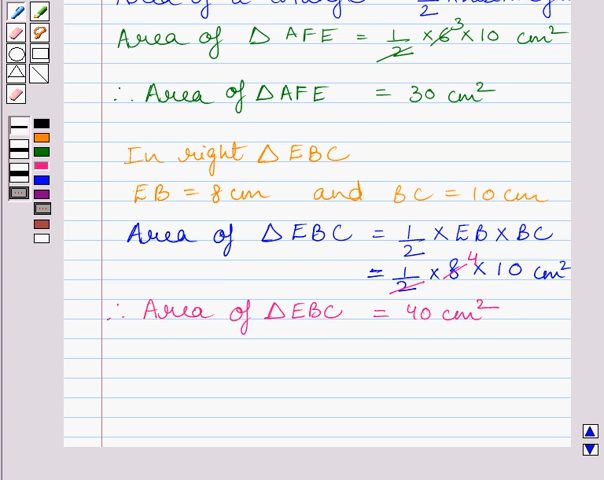 Area of Δ AFE = 1/2 × 6 3 × 10 cm²
∴ Area of Δ AFE = 30 cm²
In right Δ EBC
EB = 8 cm and BC = 10 cm
Area of Δ EBC = 1/2 × EB × BC
= 1/2 × 8 4 × 10 cm²
∴ Area of Δ EBC = 40 cm²